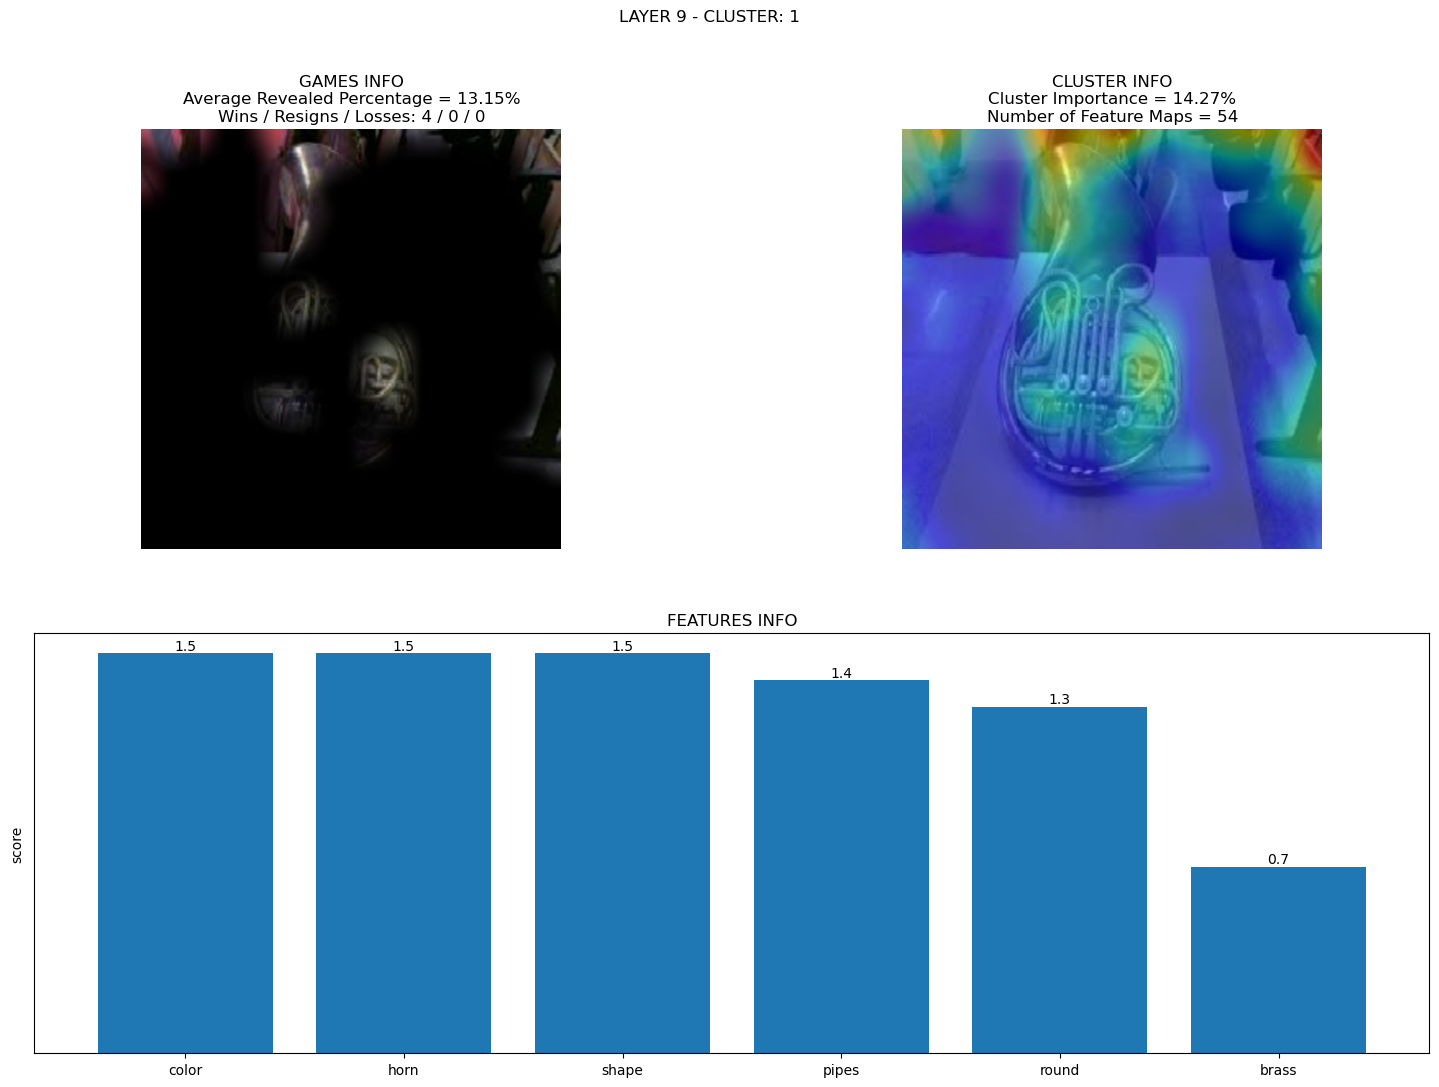 LAYER 9 - CLUSTER: 1
GAMES INFO
Average Revealed Percentage = 13.15%
Wins / Resigns / Losses: 4 / 0 / 0
CLUSTER INFO
Cluster Importance = 14.27%
Number of Feature Maps = 54
FEATURES INFO
score
1.5
1.5
1.5
1.4
1.3
0.7
color
horn
shape
pipes
round
brass